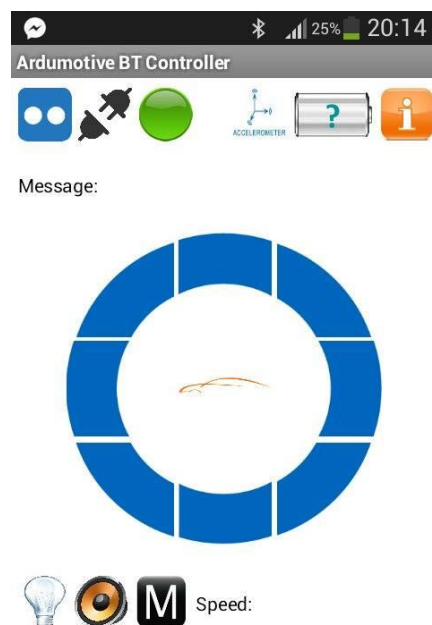 25% 20:14
Ardumotive BT Controller
ACCELEROMETER ? i
Message:
M Speed: